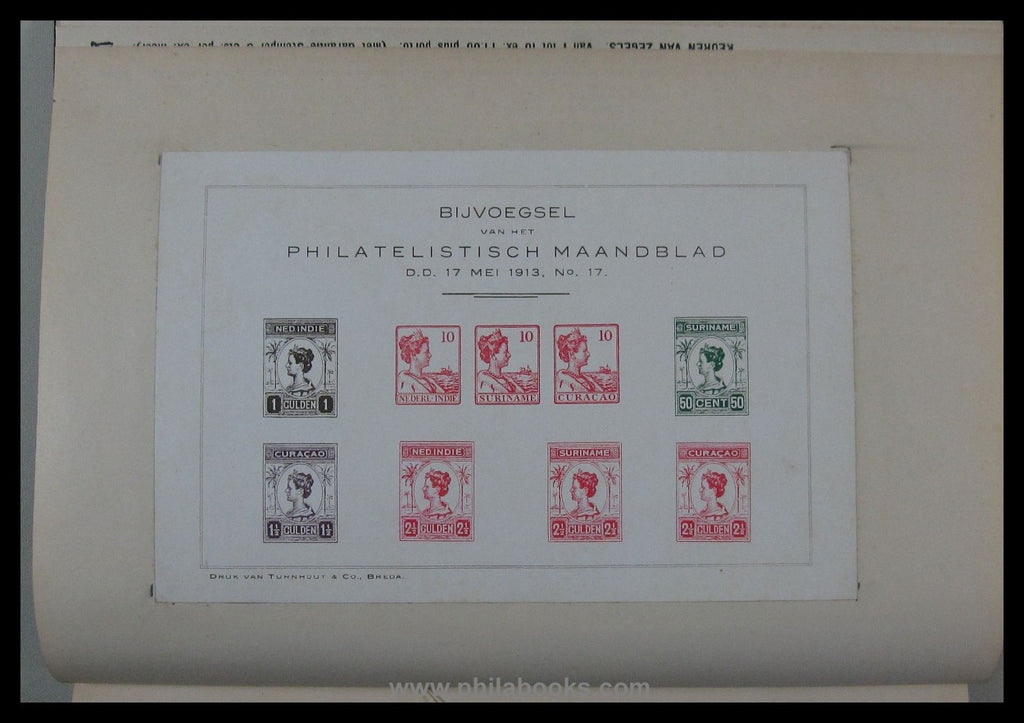 BIJVOEGSEL
VAN HET
PHILATELISTISCH MAANDBLAD
D.D. 17 MEI 1913, No. 17.
NED INDIE
1 GULDEN 1
10
NEDERL. INDIE
10
SURINAME
10
CURAÇAO
SURINAME
50 CENT 50
CURAÇAO
1½ GULDEN 1½
NED INDIE
2½ GULDEN 2½
SURINAME
2½ GULDEN 2½
CURAÇAO
2½ GULDEN 2½
DRUK VAN TURNHOUT & CO., BREDA.
www.philabooks.com